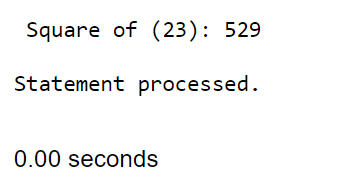 Square of (23): 529
Statement processed.
0.00 seconds